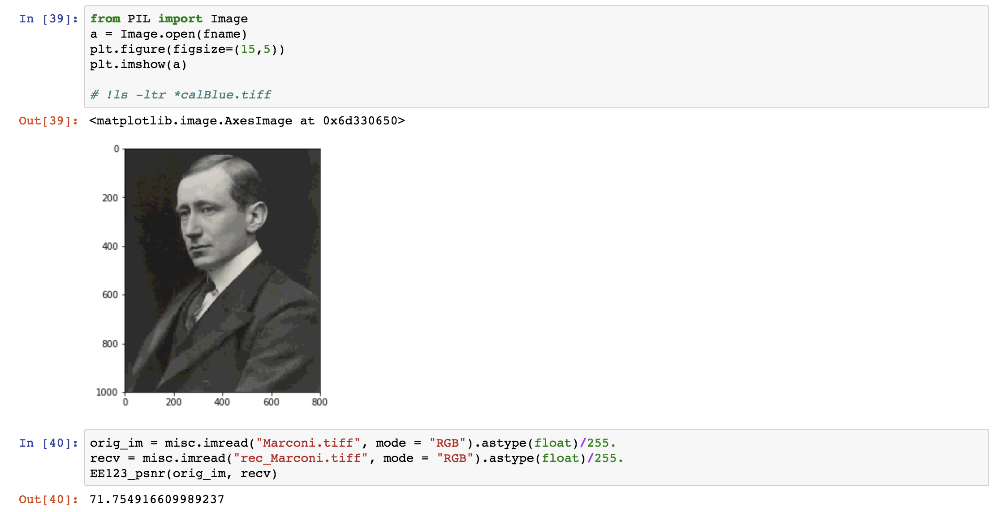 In [39]:
from PIL import Image
a = Image.open(fname)
plt.figure(figsize=(15,5))
plt.imshow(a)
# !ls -ltr *calBlue.tiff
Out[39]: <matplotlib.image.AxesImage at 0x6d330650>
0
200
400
600
800
1000
0 200 400 600 800
In [40]:
orig_im = misc.imread("Marconi.tiff", mode = "RGB").astype(float)/255.
recv = misc.imread("rec_Marconi.tiff", mode = "RGB").astype(float)/255.
EE123_psnr(orig_im, recv)
Out[40]: 71.754916609989237